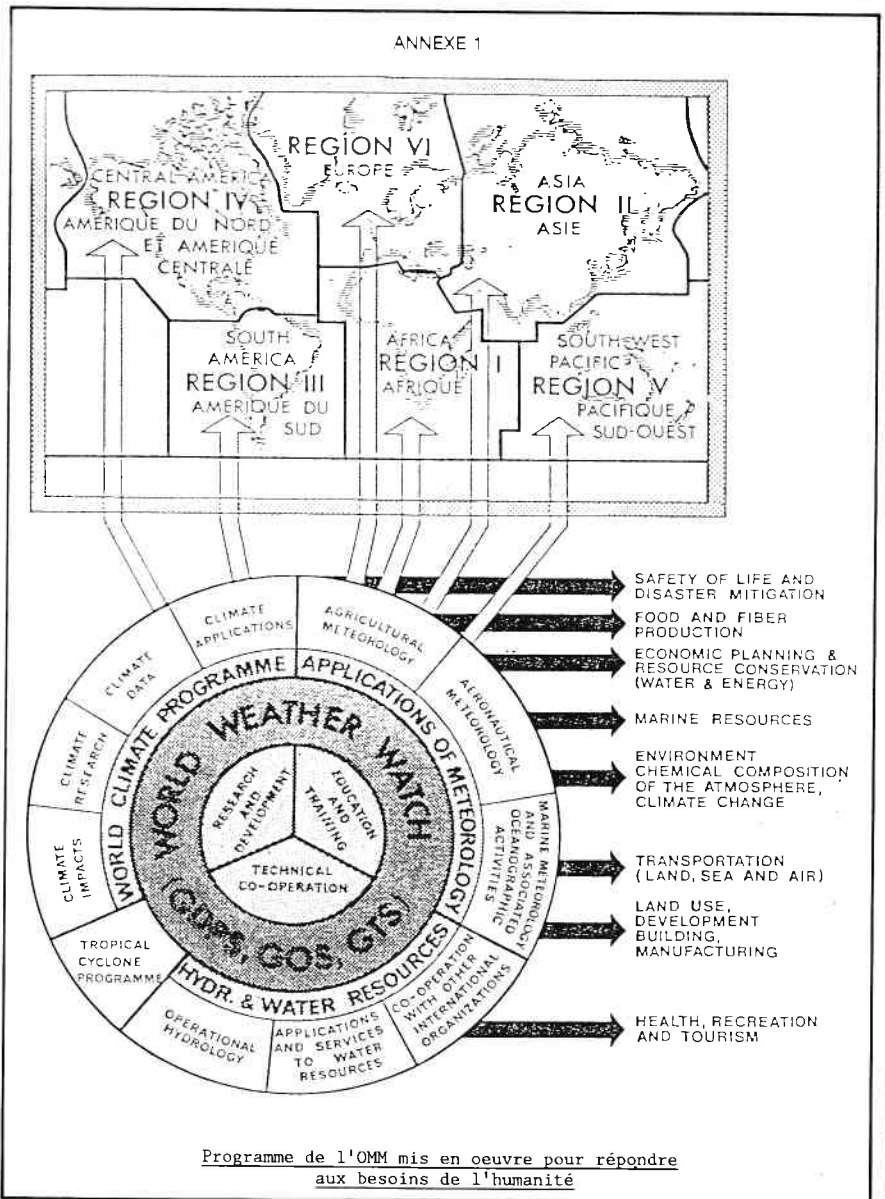 ANNEXE 1
REGION VI
EUROPE
CENTRAL AMERICA
REGION IV
AMERIQUE DU NORD
ET AMERIQUE
CENTRALE
ASIA
REGION II
ASIE
SOUTH
AMERICA
REGION III
AMERIQUE DU
SUD
AFRICA
REGION I
AFRIQUE
SOUTH-WEST
PACIFIC
REGION V
PACIFIQUE
SUD-OUEST
CLIMATE
APPLICATIONS
AGRICULTURAL
METEOROLOGY
CLIMATE
DATA
AERONAUTICAL
METEOLOGY
CLIMATE
RESEARCH
CLIMATE
IMPACTS
MARINE METEOROLOGY
AND ASSOCIATED
OCEANOGRAPHIC
ACTIVITIES
TROPICAL
CYCLONE
PROGRAMME
OPERATIONAL
HYDROLOGY
APPLICATIONS
AND SERVICES
TO WATER
RESOURCES
CO-OPERATION
WITH OTHER
INTERNATIONAL
ORGANIZATIONS
WORLD CLIMATE PROGRAMME
APPLICATIONS OF METEOROLOGY
HYDR. & WATER RESOURCES
WORLD WEATHER WATCH
(GDPS, GOS, GTS)
RESEARCH
AND
DEVELOPMENT
EDUCATION
AND
TRAINING
TECHNICAL
CO-OPERATION
SAFETY OF LIFE AND
DISASTER MITIGATION
FOOD AND FIBER
PRODUCTION
ECONOMIC PLANNING &
RESOURCE CONSERVATION
(WATER & ENERGY)
MARINE RESOURCES
ENVIRONMENT
CHEMICAL COMPOSITION
OF THE ATMOSPHERE,
CLIMATE CHANGE
TRANSPORTATION
(LAND, SEA AND AIR)
LAND USE,
DEVELOPMENT
BUILDING,
MANUFACTURING
HEALTH, RECREATION
AND TOURISM
Programme de l'OMM mis en oeuvre pour répondre
aux besoins de l'humanité